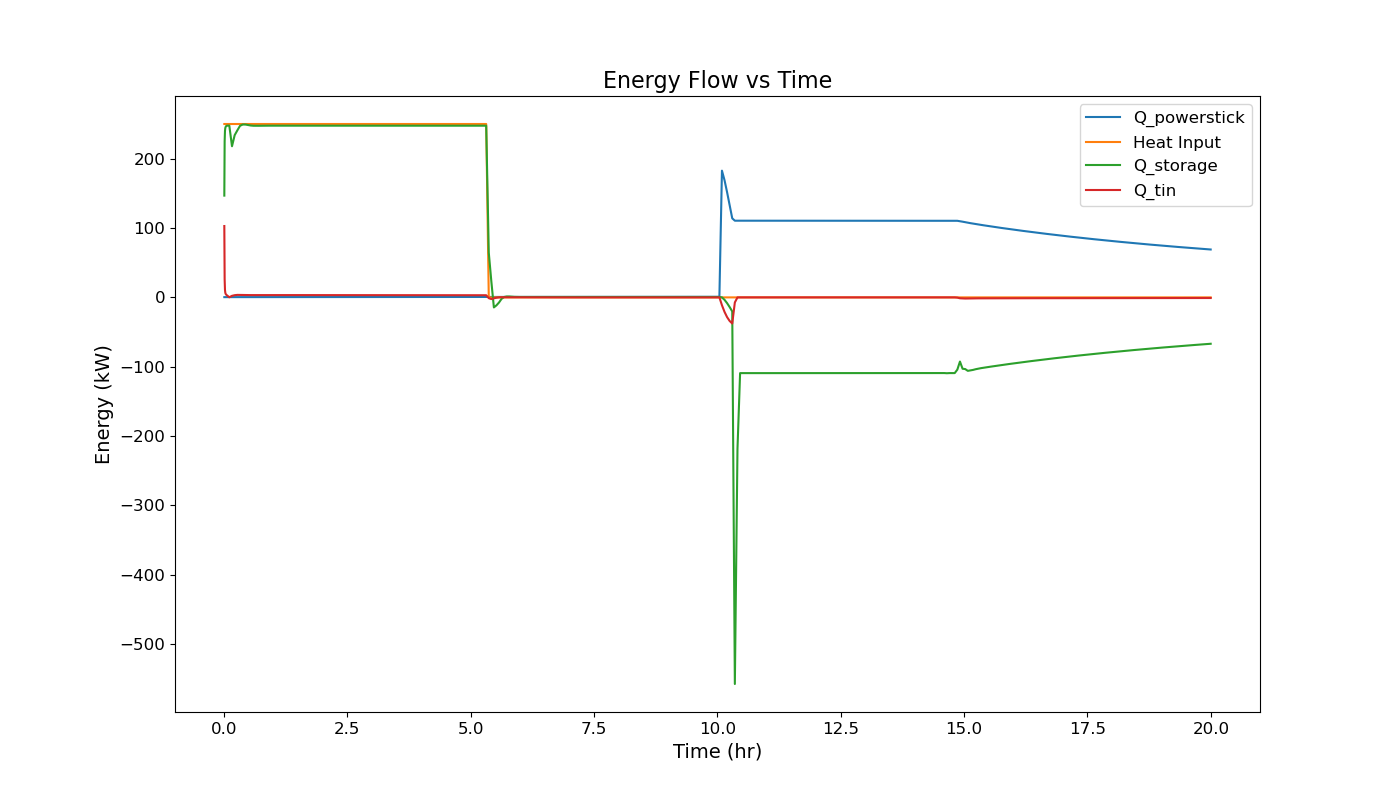 Energy Flow vs Time
Q_powerstick
Heat Input
Q_storage
Q_tin
Energy (kW)
200
100
0
−100
−200
−300
−400
−500
0.0 2.5 5.0 7.5 10.0 12.5 15.0 17.5 20.0
Time (hr)